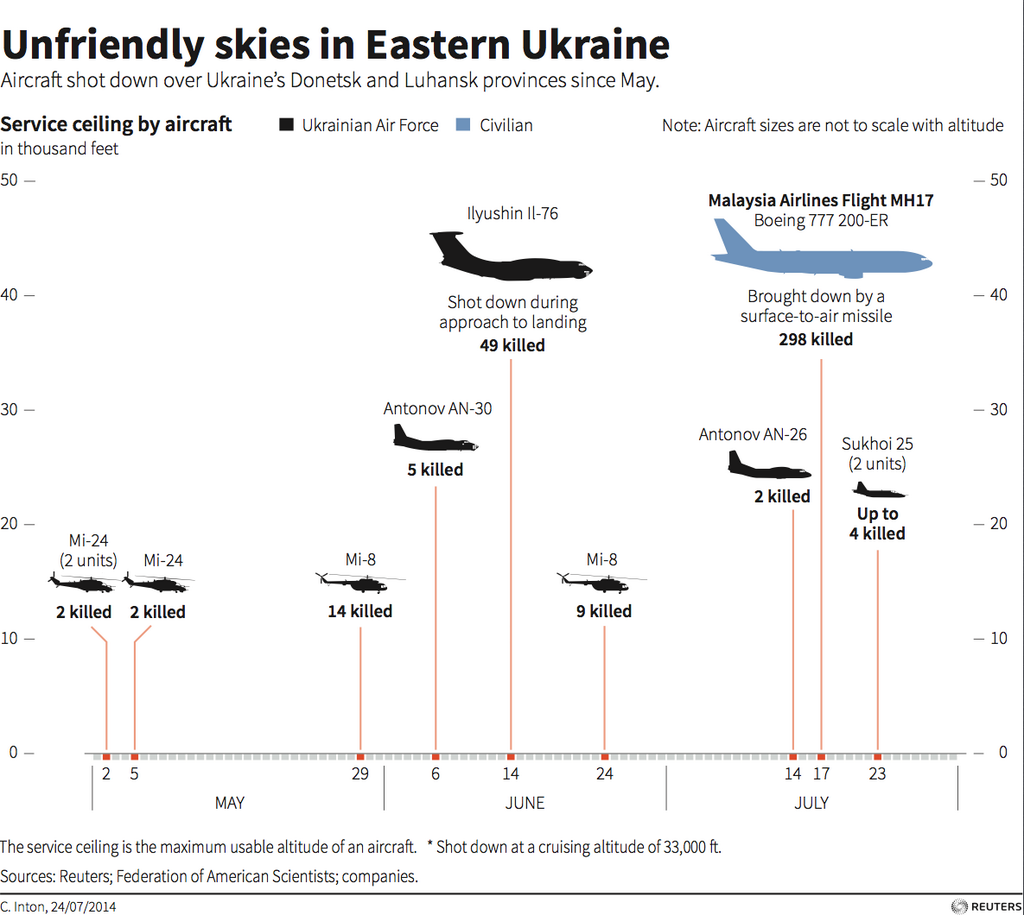 Unfriendly skies in Eastern Ukraine
Aircraft shot down over Ukraine's Donetsk and Luhansk provinces since May.
Service ceiling by aircraft
in thousand feet
Ukrainian Air Force
Civilian
Note: Aircraft sizes are not to scale with altitude
50
50
Malaysia Airlines Flight MH17
Boeing 777 200-ER
Ilyushin Il-76
40
40
Shot down during
approach to landing
49 killed
Brought down by a
surface-to-air missile
298 killed
30
30
Antonov AN-30
5 killed
Antonov AN-26
2 killed
Sukhoi 25
(2 units)
Up to
4 killed
20
20
Mi-24
(2 units)
2 killed
Mi-24
2 killed
Mi-8
14 killed
Mi-8
9 killed
10
10
0
0
2 5 29 6 14 24 14 17 23
MAY JUNE JULY
The service ceiling is the maximum usable altitude of an aircraft. * Shot down at a cruising altitude of 33,000 ft.
Sources: Reuters; Federation of American Scientists; companies.
C. Inton, 24/07/2014
REUTERS